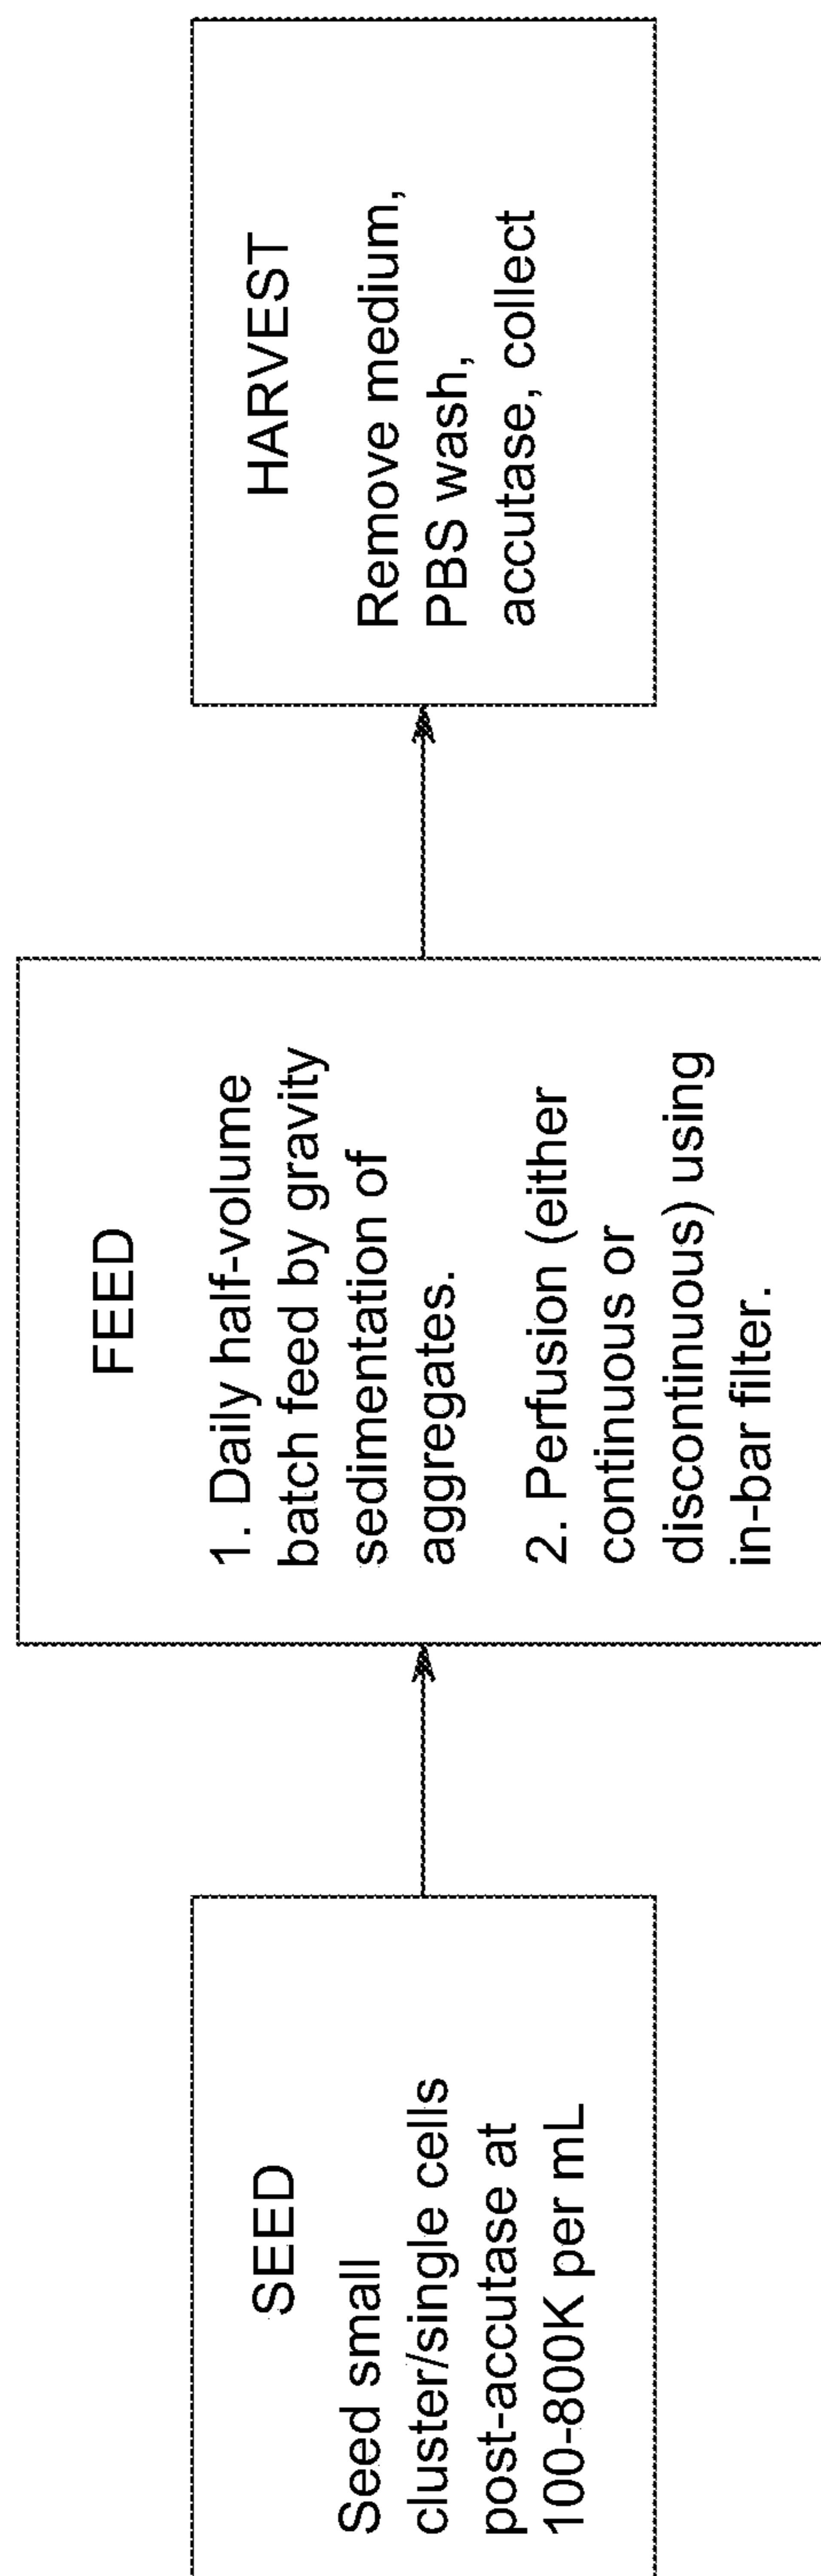 SEED
Seed small
cluster/single cells
post-accutase at
100-800K per mL
FEED
1. Daily half-volume
batch feed by gravity
sedimentation of
aggregates.
2. Perfusion (either
continuous or
discontinuous) using
in-bar filter.
HARVEST
Remove medium,
PBS wash,
accutase, collect